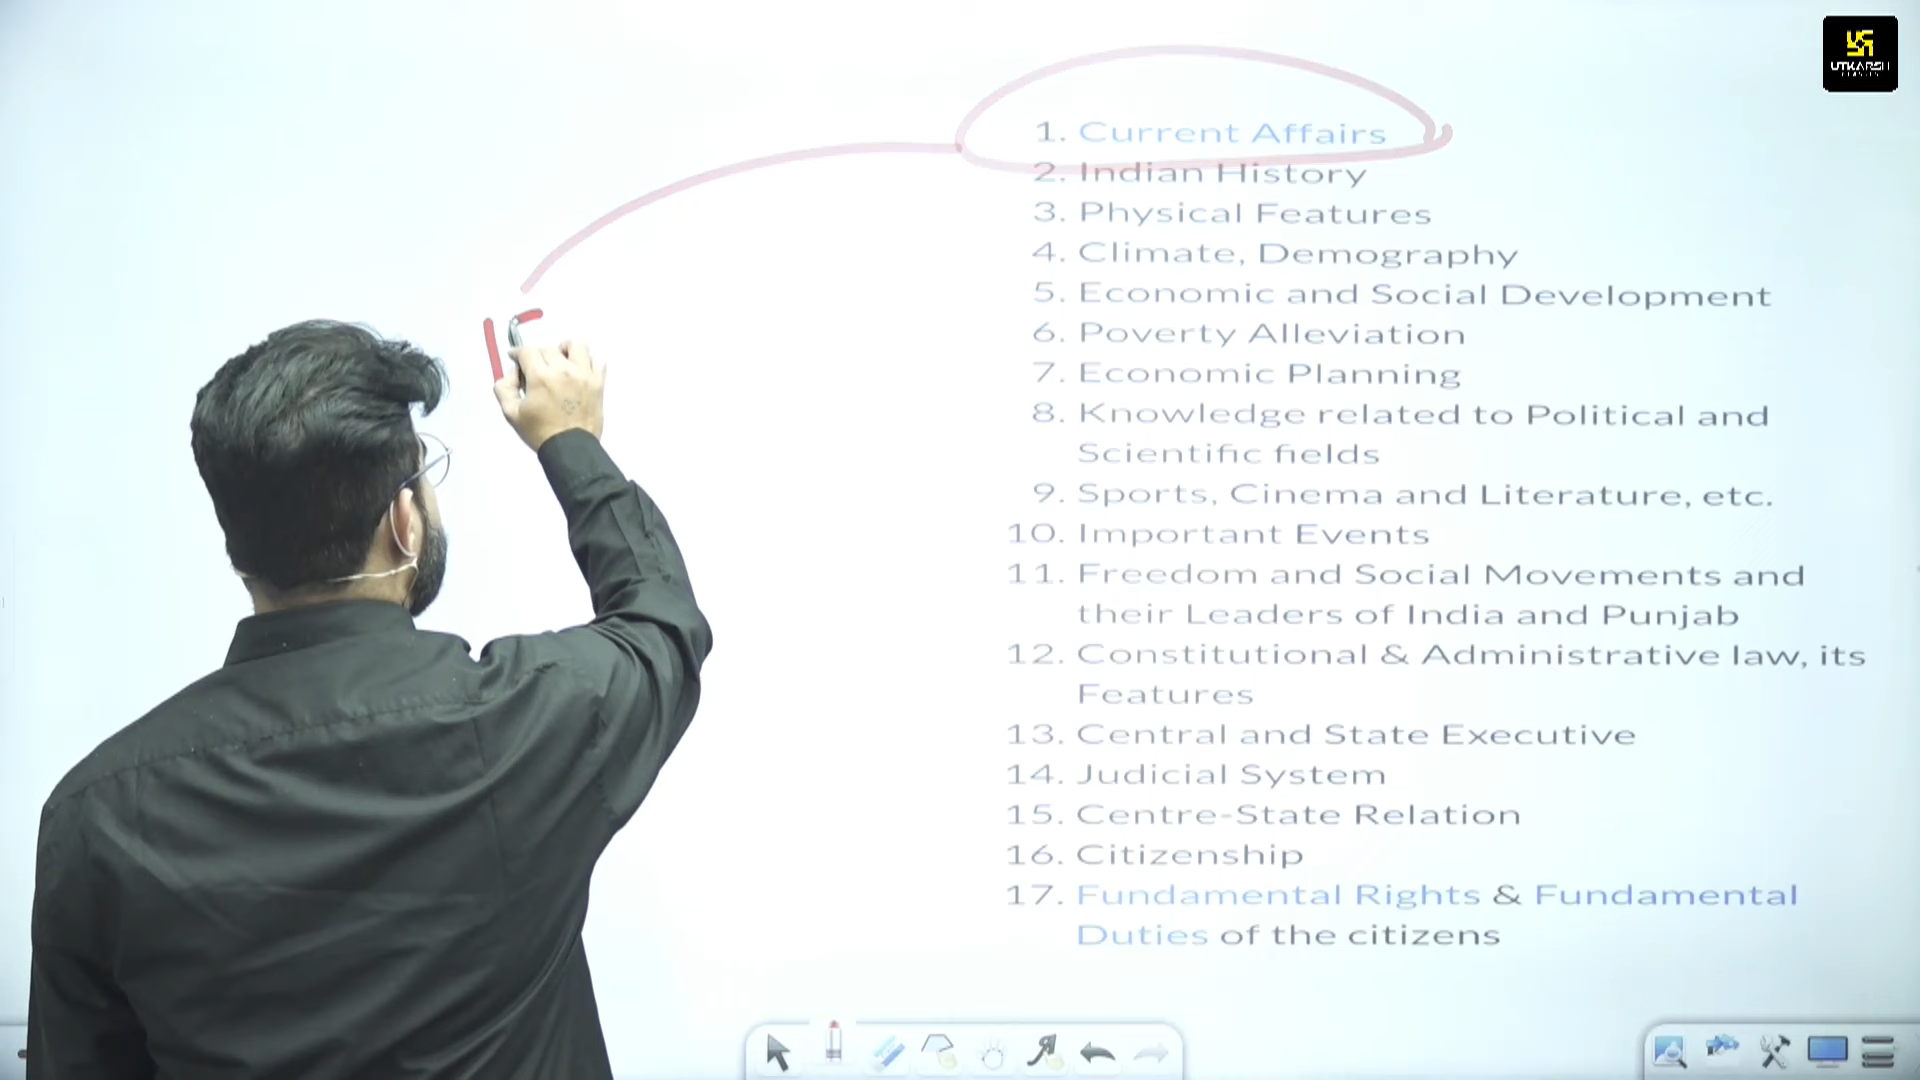 UTKARSH
CLASSES
1. Current Affairs
2. Indian History
3. Physical Features
4. Climate, Demography
5. Economic and Social Development
6. Poverty Alleviation
7. Economic Planning
8. Knowledge related to Political and
Scientific fields
9. Sports, Cinema and Literature, etc.
10. Important Events
11. Freedom and Social Movements and
their Leaders of India and Punjab
12. Constitutional & Administrative law, its
Features
13. Central and State Executive
14. Judicial System
15. Centre-State Relation
16. Citizenship
17. Fundamental Rights & Fundamental
Duties of the citizens